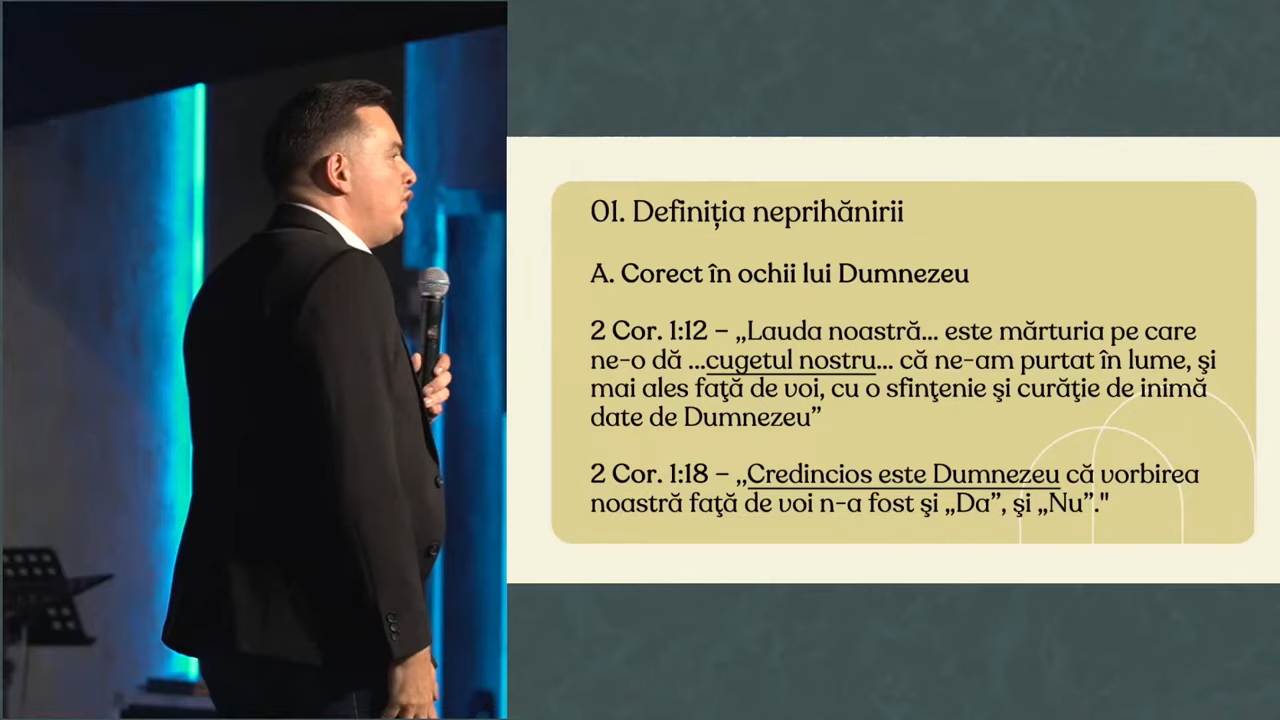 01. Definiția neprihănirii
A. Corect în ochii lui Dumnezeu
2 Cor. 1:12 – „Lauda noastră... este mărturia pe care
ne-o dă ...cugetul nostru... că ne-am purtat în lume, şi
mai ales faţă de voi, cu o sfinţenie şi curăţie de inimă
date de Dumnezeu”
2 Cor. 1:18 – „Credincios este Dumnezeu că vorbirea
noastră faţă de voi n-a fost şi „Da”, şi „Nu”."